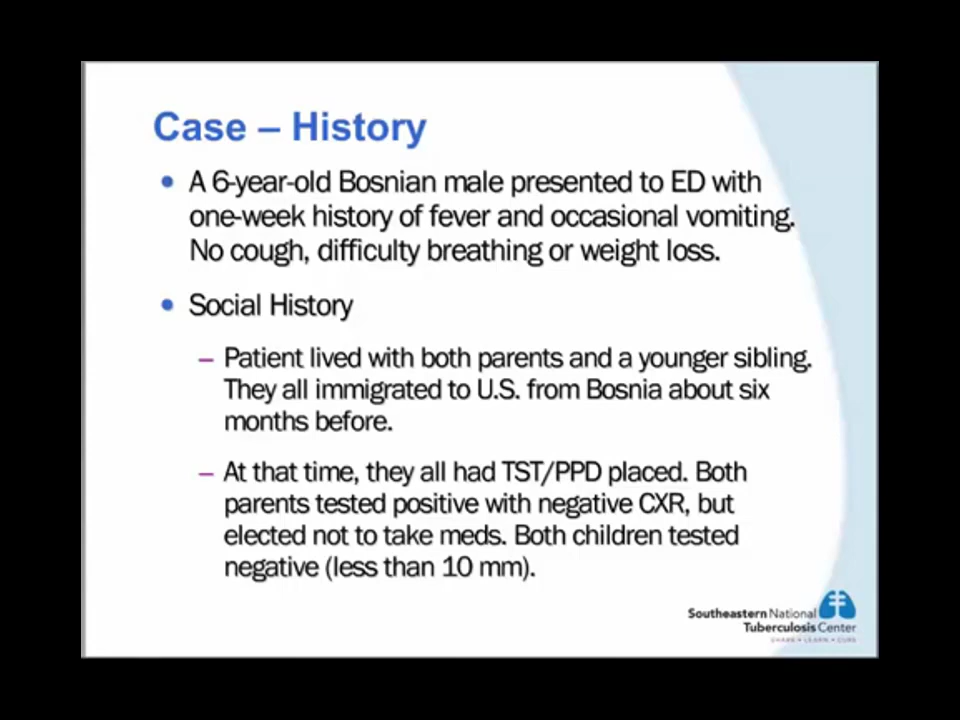 Case – History
• A 6-year-old Bosnian male presented to ED with
one-week history of fever and occasional vomiting.
No cough, difficulty breathing or weight loss.
• Social History
– Patient lived with both parents and a younger sibling.
They all immigrated to U.S. from Bosnia about six
months before.
– At that time, they all had TST/PPD placed. Both
parents tested positive with negative CXR, but
elected not to take meds. Both children tested
negative (less than 10 mm).
Southeastern National
Tuberculosis Center
SHARE • LEARN • CURE